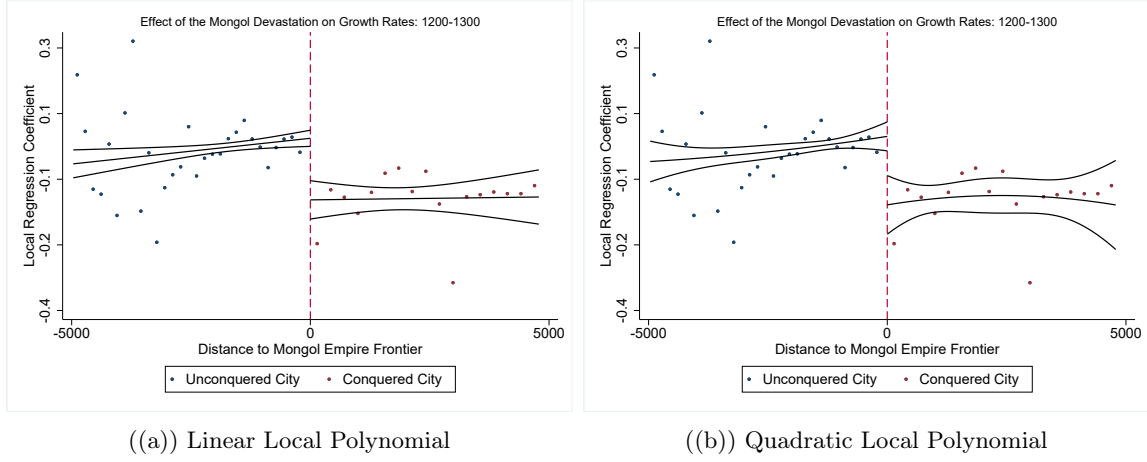 Effect of the Mongol Devastation on Growth Rates: 1200-1300
Local Regression Coefficient
0.3
0.1
-0.1
-0.2
-0.4
-5000 0 5000
Distance to Mongol Empire Frontier
Unconquered City Conquered City
((a)) Linear Local Polynomial
Effect of the Mongol Devastation on Growth Rates: 1200-1300
Local Regression Coefficient
0.3
0.1
-0.1
-0.2
-0.4
-5000 0 5000
Distance to Mongol Empire Frontier
Unconquered City Conquered City
((b)) Quadratic Local Polynomial